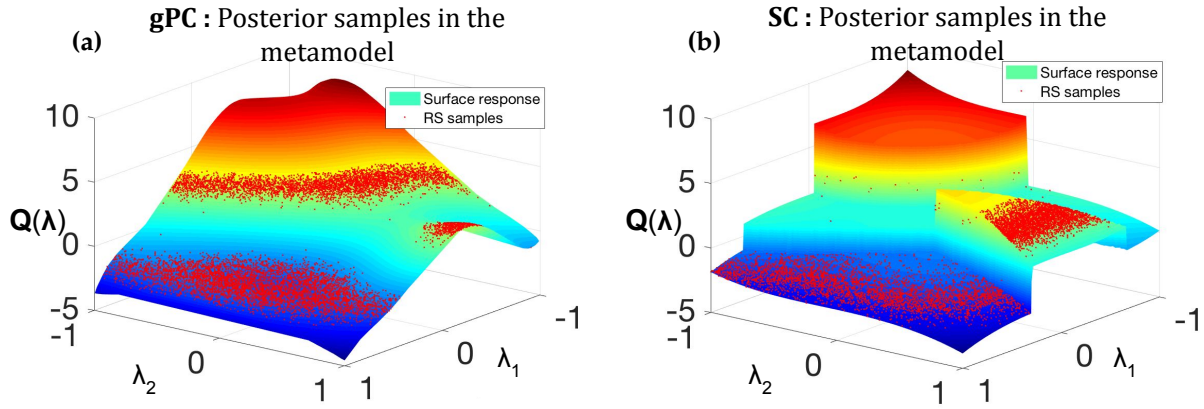 gPC : Posterior samples in the
metamodel
(a)
Surface response
RS samples
10
5
0
-5
Q(λ)
-1
0
1
λ2
1
0
-1
λ1
SC : Posterior samples in the
metamodel
(b)
Surface response
RS samples
10
5
0
-5
Q(λ)
-1
0
1
λ2
1
0
-1
λ1